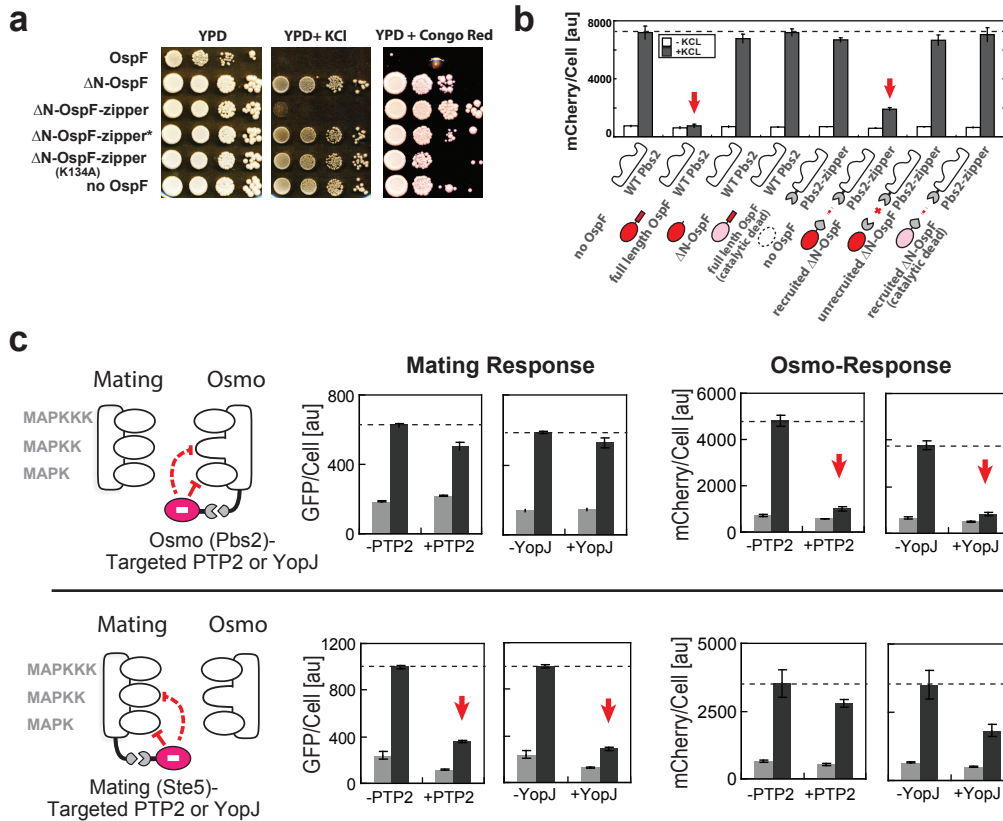 a
YPD
YPD+ KCl
YPD + Congo Red
OspF
ΔN-OspF
ΔN-OspF-zipper
ΔN-OspF-zipper*
ΔN-OspF-zipper
(K134A)
no OspF
b
mCherry/Cell [au]
8000
4000
0
- KCL
+KCL
WT Pbs2
WT Pbs2
WT Pbs2
WT Pbs2
Pbs2-zipper
Pbs2-zipper
Pbs2-zipper
Pbs2-zipper
no OspF
full length OspF
ΔN-OspF
full lenth OspF
(catalytic dead)
no OspF
recruited ΔN-OspF
unrecruited ΔN-OspF
recruited ΔN-OspF
(catalytic dead)
c
Mating Response
Osmo-Response
Mating
Osmo
MAPKKK
MAPKK
MAPK
Osmo (Pbs2)-
Targeted PTP2 or YopJ
GFP/Cell [au]
800
400
0
-PTP2
+PTP2
-YopJ
+YopJ
mCherry/Cell [au]
6000
4000
2000
0
-PTP2
+PTP2
-YopJ
+YopJ
Mating
Osmo
MAPKKK
MAPKK
MAPK
Mating (Ste5)-
Targeted PTP2 or YopJ
GFP/Cell [au]
1200
800
400
0
-PTP2
+PTP2
-YopJ
+YopJ
mCherry/Cell [au]
5000
2500
0
-PTP2
+PTP2
-YopJ
+YopJ